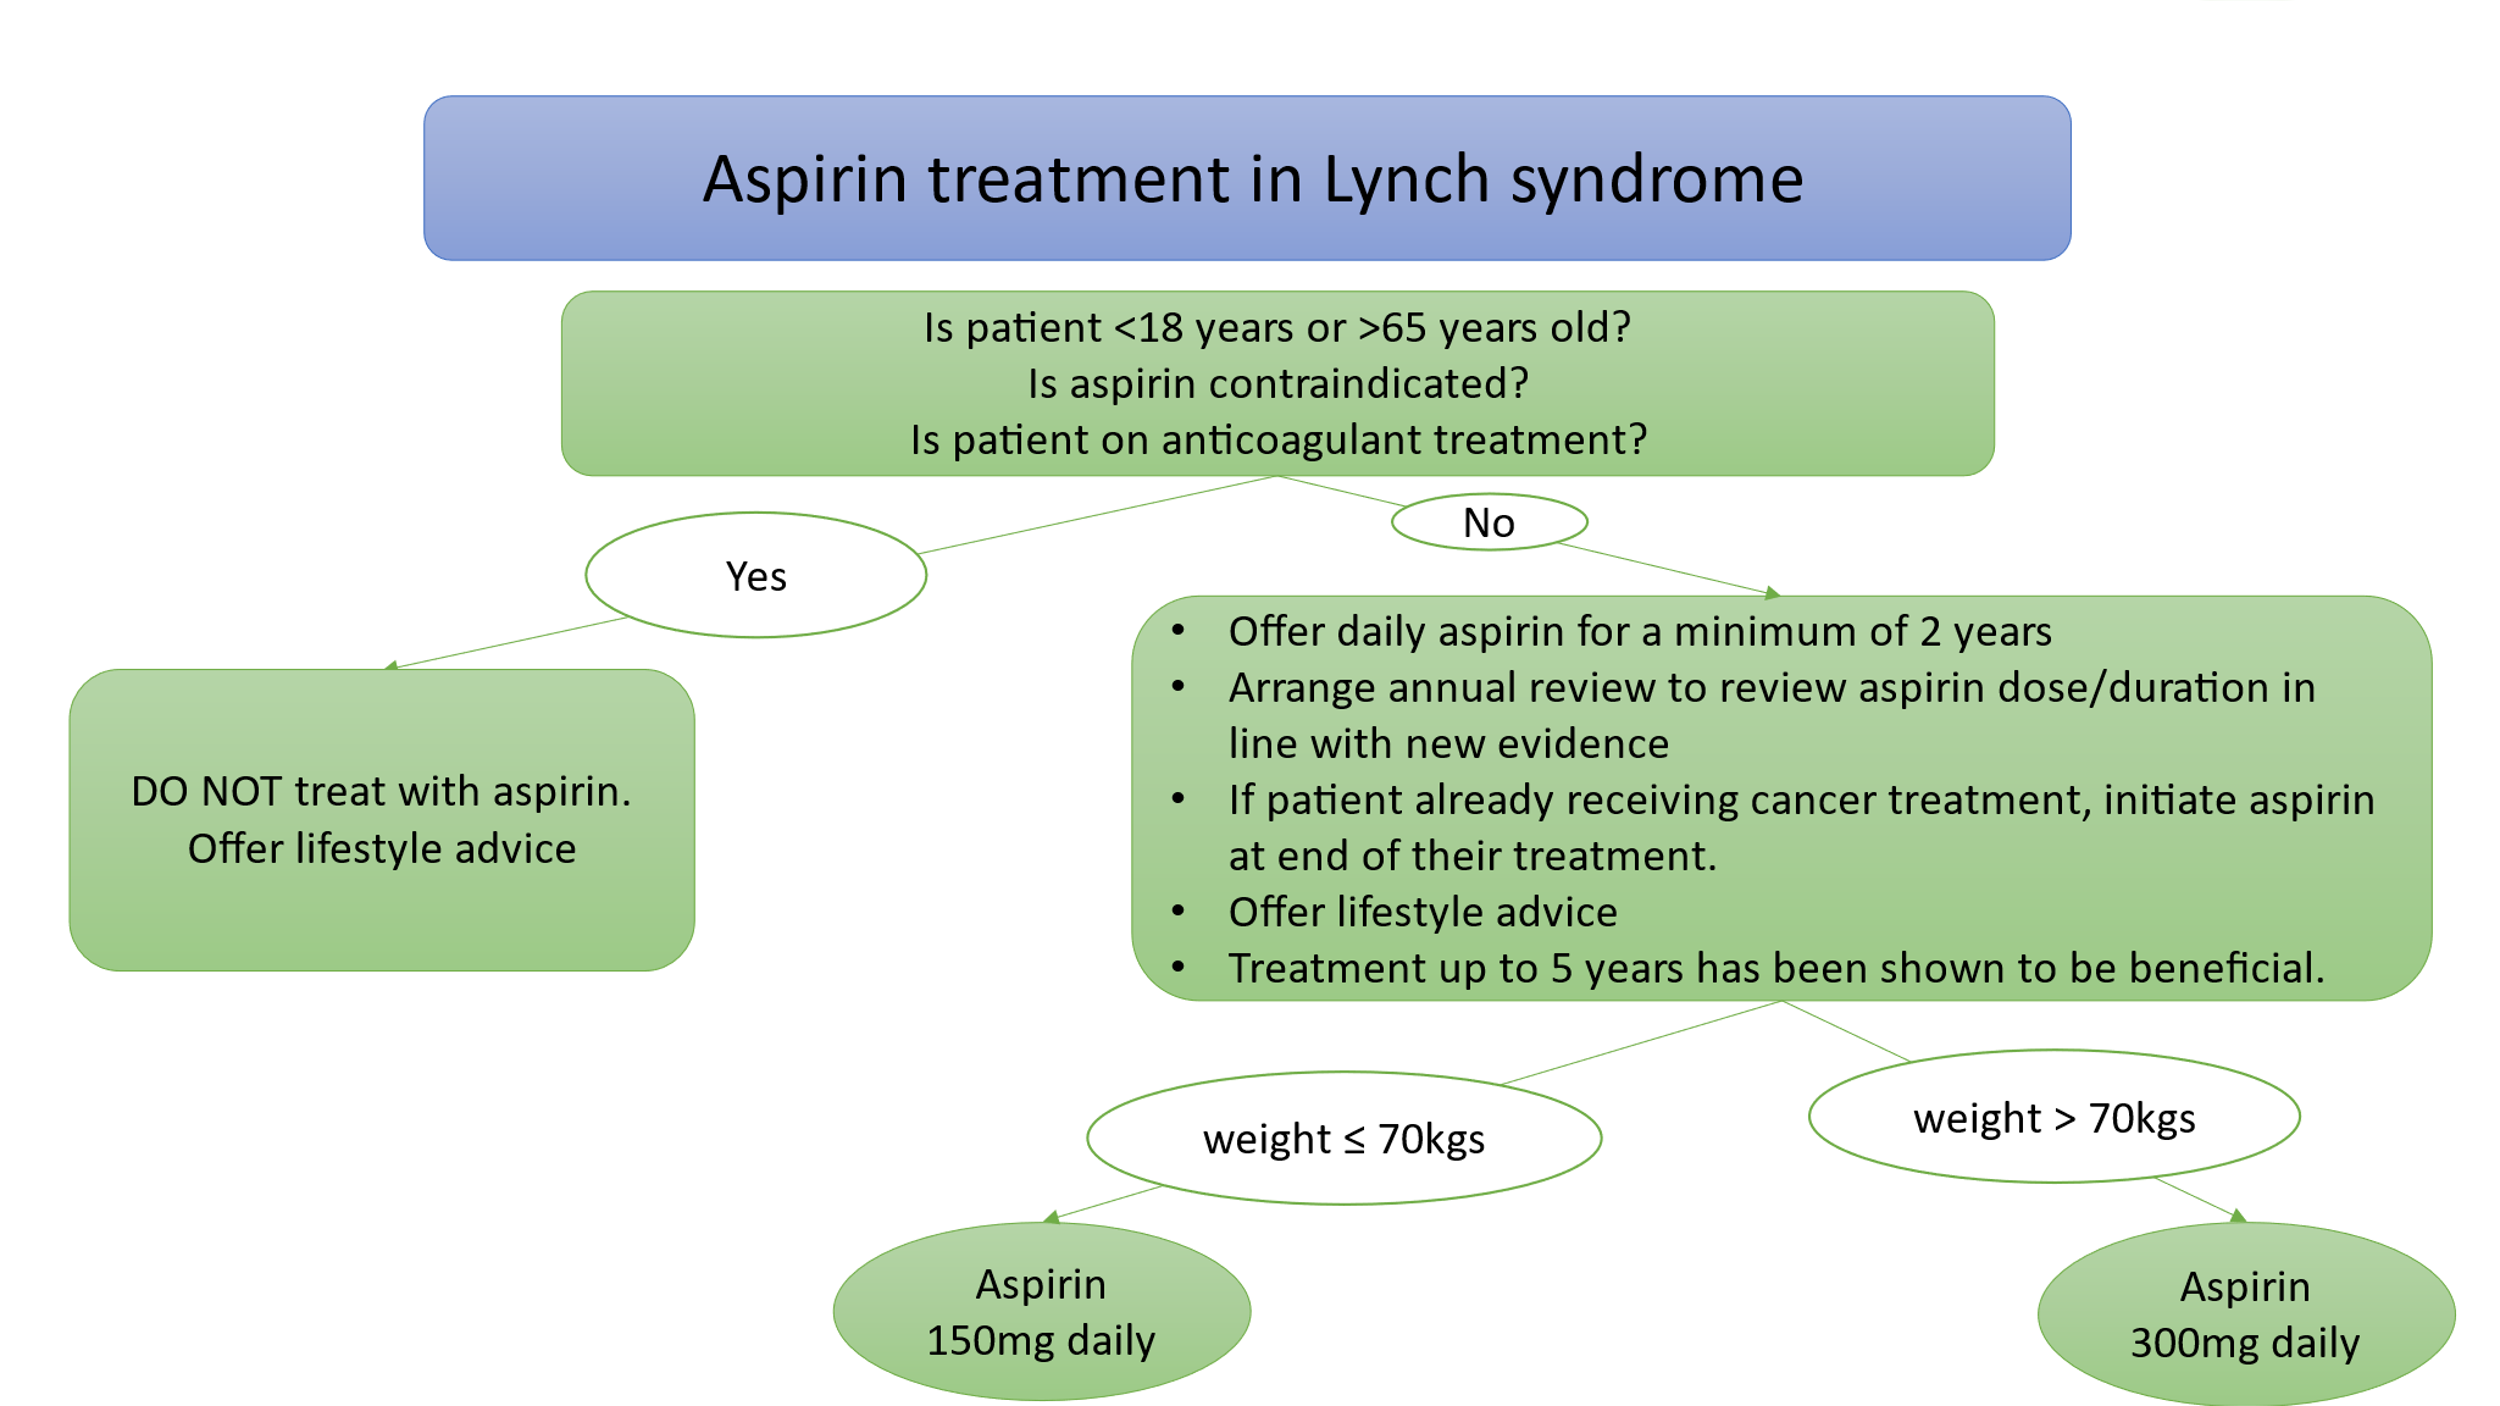 Aspirin treatment in Lynch syndrome
Is patient <18 years or >65 years old?
Is aspirin contraindicated?
Is patient on anticoagulant treatment?
No
Yes
• Offer daily aspirin for a minimum of 2 years
• Arrange annual review to review aspirin dose/duration in
line with new evidence
• If patient already receiving cancer treatment, initiate aspirin
at end of their treatment.
• Offer lifestyle advice
• Treatment up to 5 years has been shown to be beneficial.
DO NOT treat with aspirin.
Offer lifestyle advice
weight ≤ 70kgs
weight > 70kgs
Aspirin
150mg daily
Aspirin
300mg daily